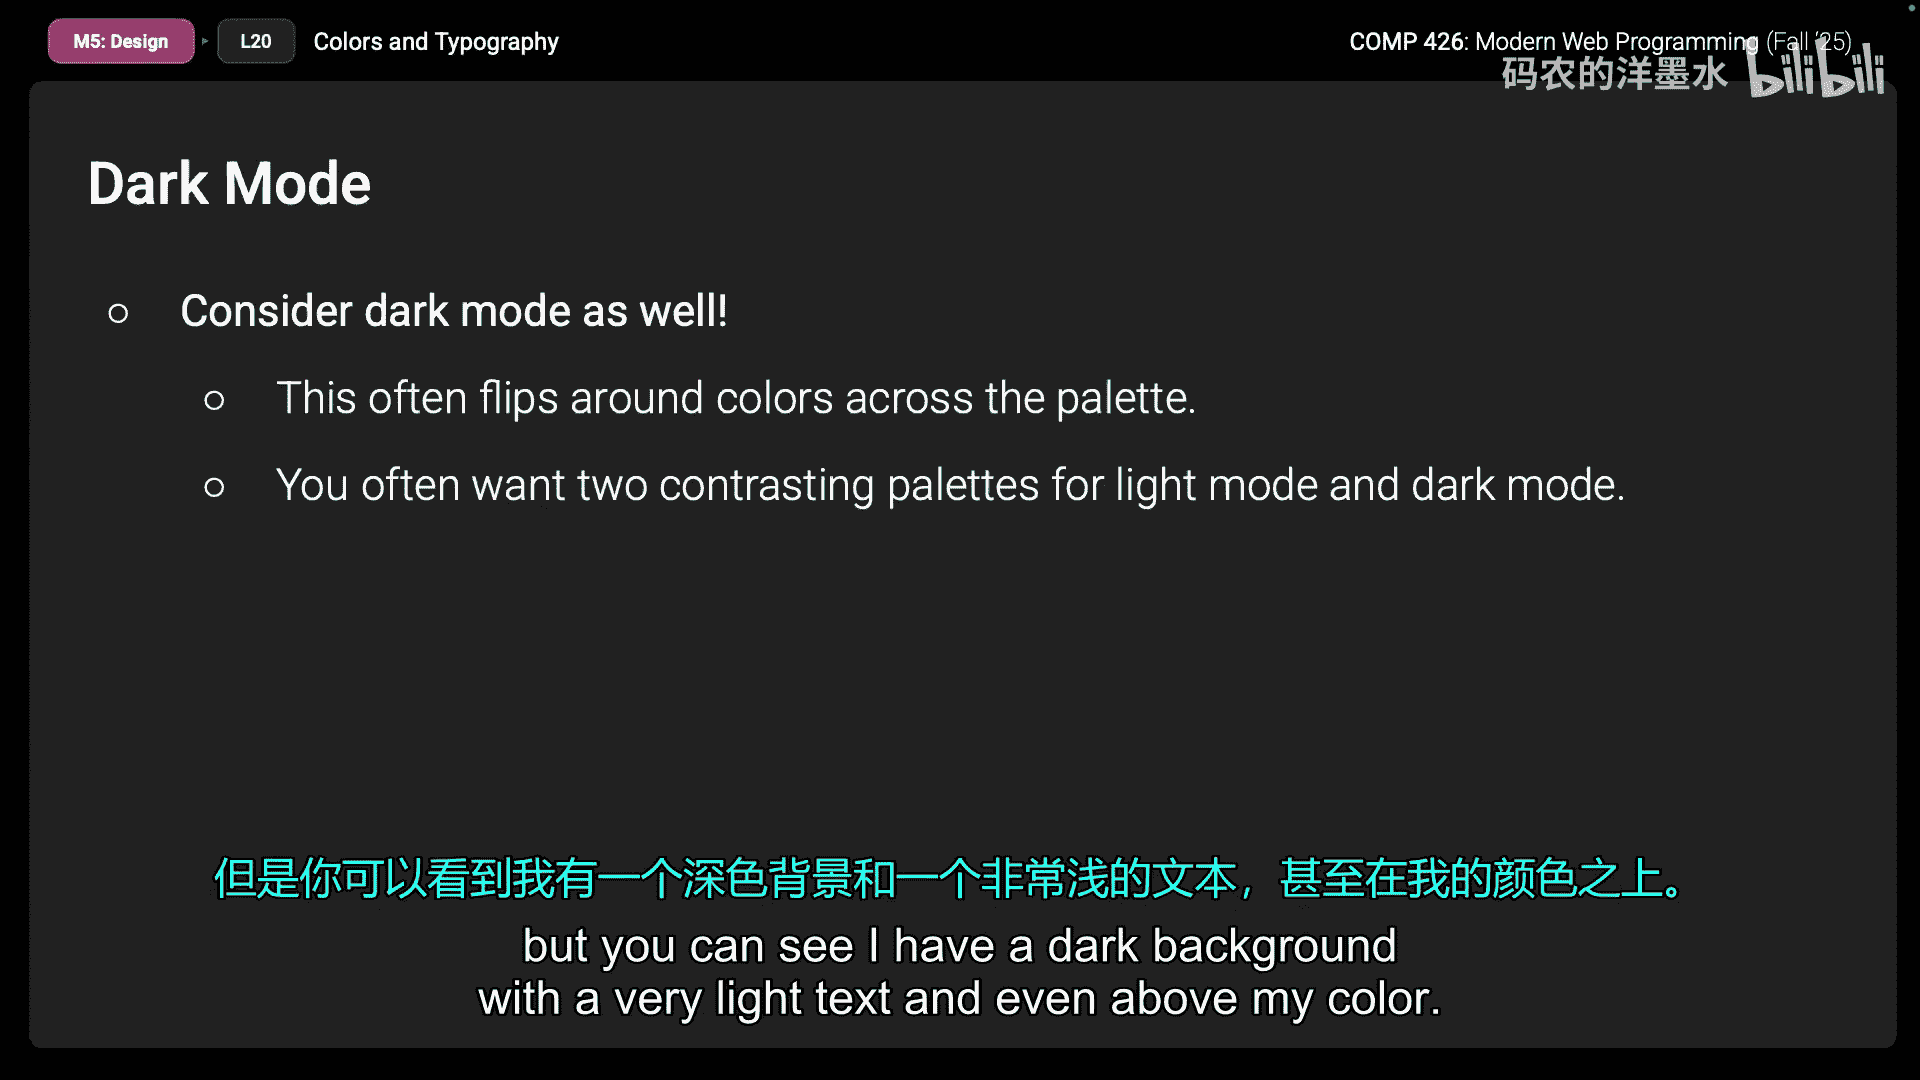 M5: Design
L20
Colors and Typography
COMP 426: Modern Web Programming (Fall ‘25)
码农的洋墨水 bilibili
Dark Mode
Consider dark mode as well!
This often flips around colors across the palette.
You often want two contrasting palettes for light mode and dark mode.
但是你可以看到我有一个深色背景和一个非常浅的文本，甚至在我的颜色之上。
but you can see I have a dark background
with a very light text and even above my color.